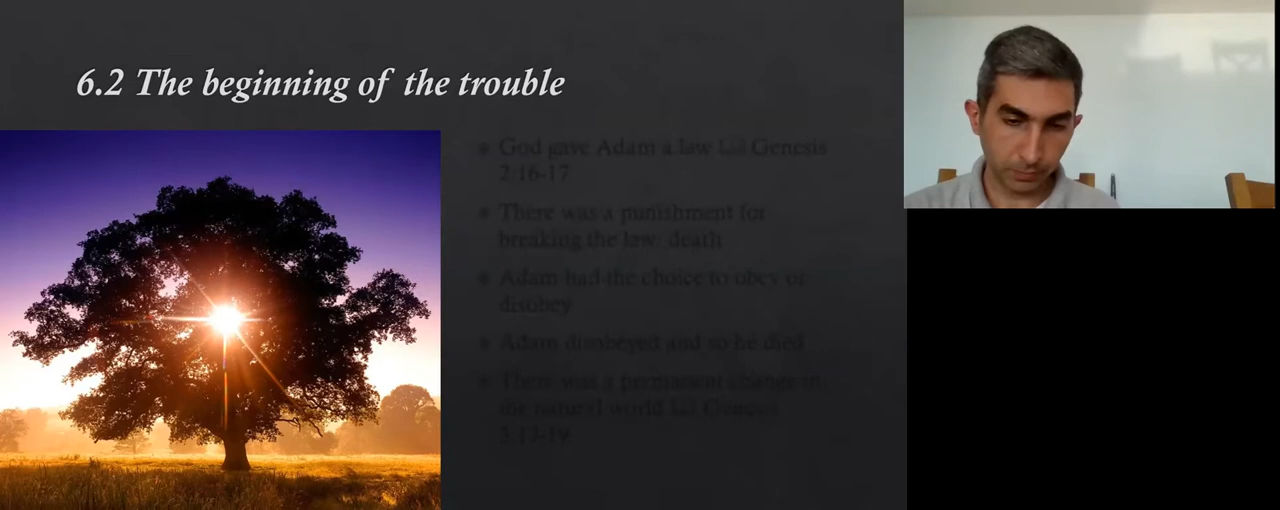 6.2 The beginning of the trouble
God gave Adam a law Genesis
2:16-17
There was a punishment for
breaking the law: death
Adam had the choice to obey or
disobey
Adam disobeyed and so he died
There was a permanent change in
the natural world Genesis
3:17-19